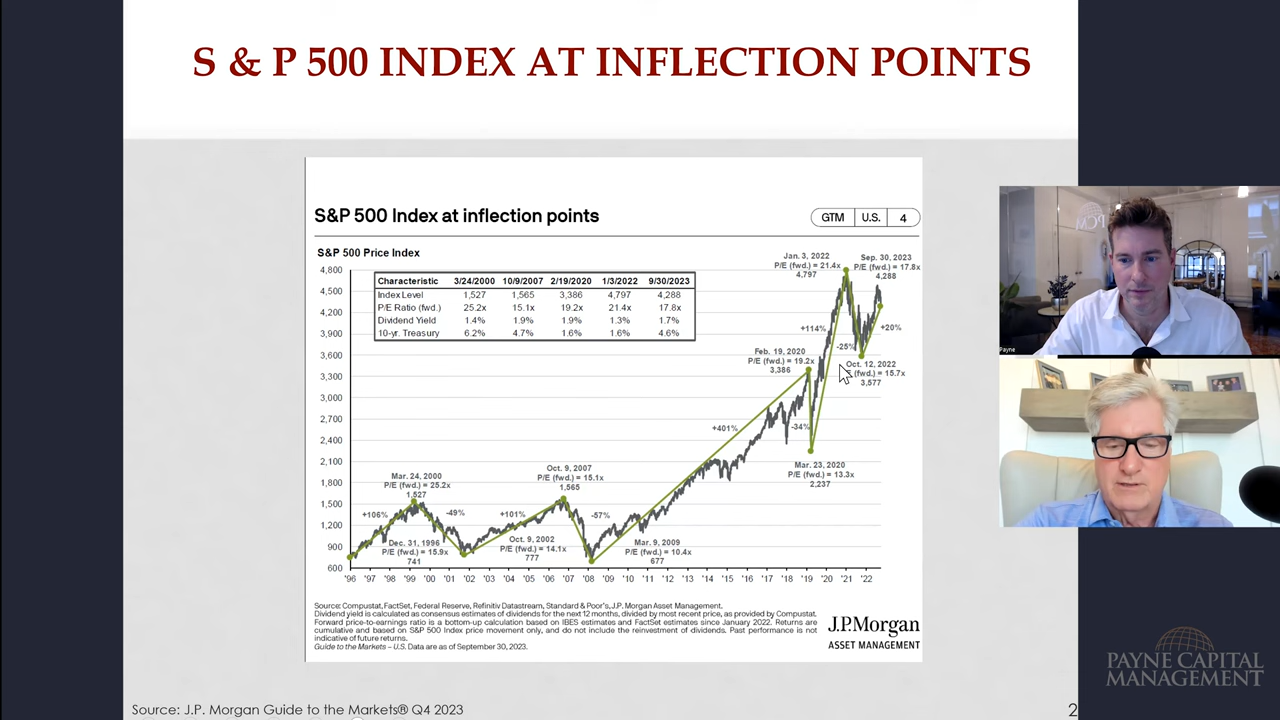 S & P 500 INDEX AT INFLECTION POINTS
S&P 500 Index at inflection points
GTM U.S. 4
S&P 500 Price Index
Characteristic 3/24/2000 10/9/2007 2/19/2020 1/3/2022 9/30/2023
Index Level 1,527 1,565 3,386 4,797 4,288
P/E Ratio (fwd.) 25.2x 15.1x 19.2x 21.4x 17.8x
Dividend Yield 1.4% 1.9% 1.9% 1.3% 1.7%
10-yr. Treasury 6.2% 4.7% 1.6% 1.6% 4.6%
4,800
4,500
4,200
3,900
3,600
3,300
3,000
2,700
2,400
2,100
1,800
1,500
1,200
900
600
Dec. 31, 1996
P/E (fwd.) = 15.9x
741
+106%
Mar. 24, 2000
P/E (fwd.) = 25.2x
1,527
-49%
Oct. 9, 2002
P/E (fwd.) = 14.1x
777
+101%
Oct. 9, 2007
P/E (fwd.) = 15.1x
1,565
-57%
Mar. 9, 2009
P/E (fwd.) = 10.4x
677
+401%
Feb. 19, 2020
P/E (fwd.) = 19.2x
3,386
-34%
Mar. 23, 2020
P/E (fwd.) = 13.3x
2,237
+114%
Jan. 3, 2022
P/E (fwd.) = 21.4x
4,797
-25%
Oct. 12, 2022
(fwd.) = 15.7x
3,577
+20%
Sep. 30, 2023
P/E (fwd.) = 17.8x
4,288
'96 '97 '98 '99 '00 '01 '02 '03 '04 '05 '06 '07 '08 '09 '10 '11 '12 '13 '14 '15 '16 '17 '18 '19 '20 '21 '22
Source: Compustat, FactSet, Federal Reserve, Refinitiv Datastream, Standard & Poor's, J.P. Morgan Asset Management.
Dividend yield is calculated as consensus estimates of dividends for the next 12 months, divided by most recent price, as provided by Compustat.
Forward price-to-earnings ratio is a bottom-up calculation based on IBES estimates and FactSet estimates since January 2022. Returns are
cumulative and based on S&P 500 Index price movement only, and do not include the reinvestment of dividends. Past performance is not
indicative of future returns.
Guide to the Markets – U.S. Data are as of September 30, 2023.
J.P.Morgan
ASSET MANAGEMENT
Source: J.P. Morgan Guide to the Markets® Q4 2023
2
PCM
Payne
PAYNE CAPITAL
MANAGEMENT